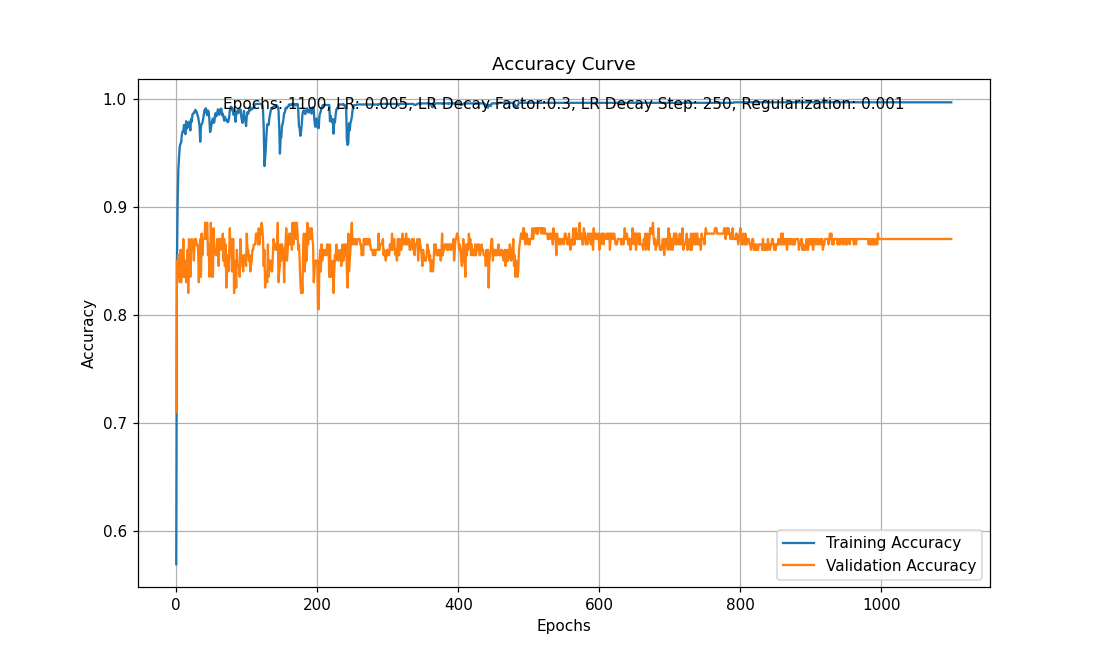 Accuracy Curve
Epochs: 1100, LR: 0.005, LR Decay Factor:0.3, LR Decay Step: 250, Regularization: 0.001
1.0
0.9
0.8
0.7
0.6
Accuracy
Training Accuracy
Validation Accuracy
0 200 400 600 800 1000
Epochs